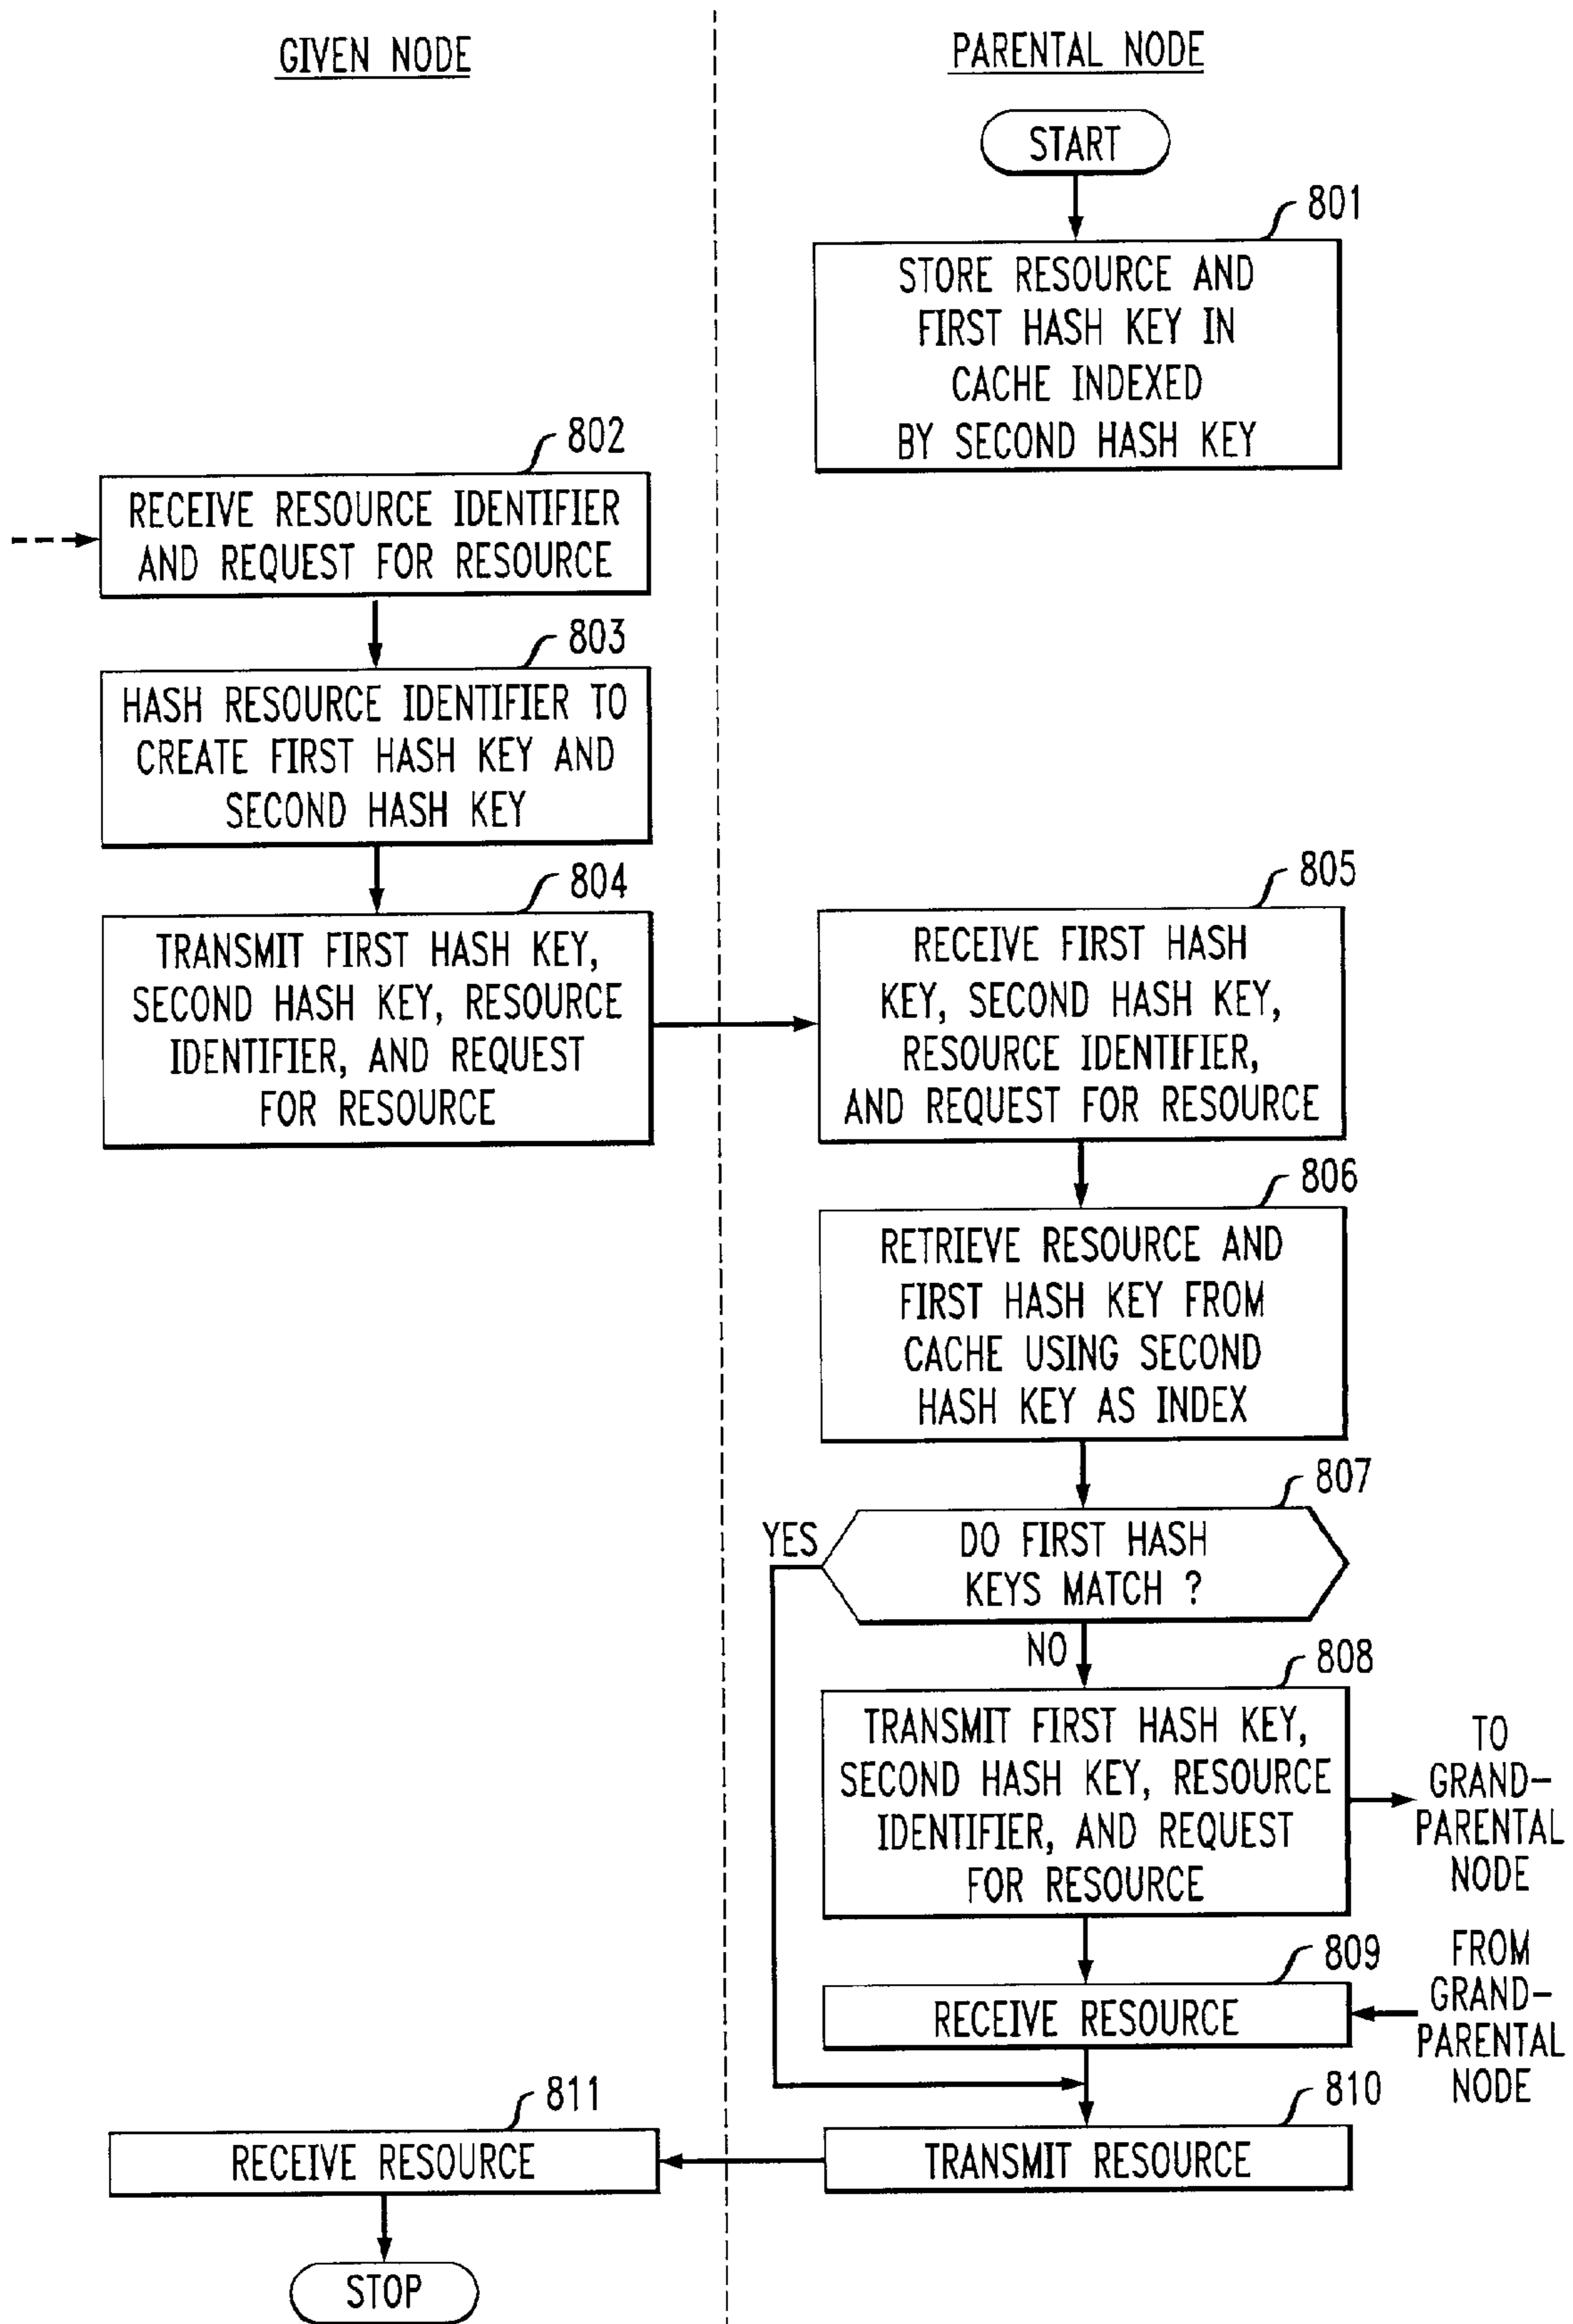 GIVEN NODE
PARENTAL NODE
START
801
STORE RESOURCE AND
FIRST HASH KEY IN
CACHE INDEXED
BY SECOND HASH KEY
802
RECEIVE RESOURCE IDENTIFIER
AND REQUEST FOR RESOURCE
803
HASH RESOURCE IDENTIFIER TO
CREATE FIRST HASH KEY AND
SECOND HASH KEY
804
TRANSMIT FIRST HASH KEY,
SECOND HASH KEY, RESOURCE
IDENTIFIER, AND REQUEST
FOR RESOURCE
805
RECEIVE FIRST HASH
KEY, SECOND HASH KEY,
RESOURCE IDENTIFIER,
AND REQUEST FOR RESOURCE
806
RETRIEVE RESOURCE AND
FIRST HASH KEY FROM
CACHE USING SECOND
HASH KEY AS INDEX
807
YES
DO FIRST HASH
KEYS MATCH ?
NO
808
TRANSMIT FIRST HASH KEY,
SECOND HASH KEY, RESOURCE
IDENTIFIER, AND REQUEST
FOR RESOURCE
TO
GRAND-
PARENTAL
NODE
809
RECEIVE RESOURCE
FROM
GRAND-
PARENTAL
NODE
810
TRANSMIT RESOURCE
811
RECEIVE RESOURCE
STOP